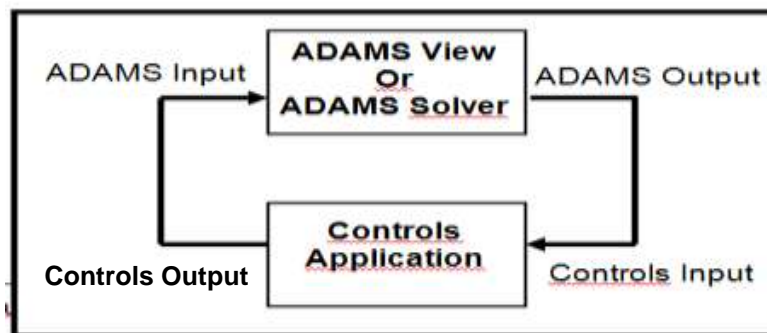 ADAMS Input
ADAMS View
Or
ADAMS Solver
ADAMS Output
Controls
Application
Controls Output
Controls Input